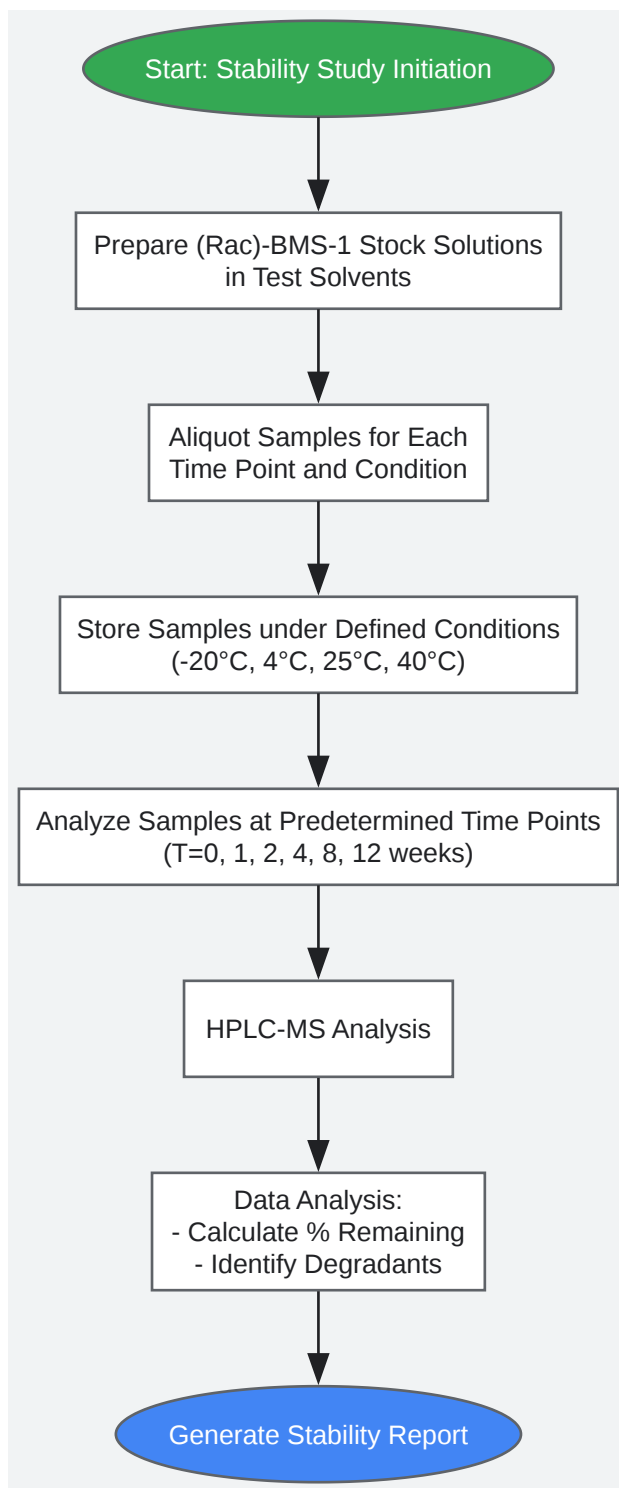 Start: Stability Study Initiation
Prepare (Rac)-BMS-1 Stock Solutions
in Test Solvents
Aliquot Samples for Each
Time Point and Condition
Store Samples under Defined Conditions
(-20°C, 4°C, 25°C, 40°C)
Analyze Samples at Predetermined Time Points
(T=0, 1, 2, 4, 8, 12 weeks)
HPLC-MS Analysis
Data Analysis:
- Calculate % Remaining
- Identify Degradants
Generate Stability Report